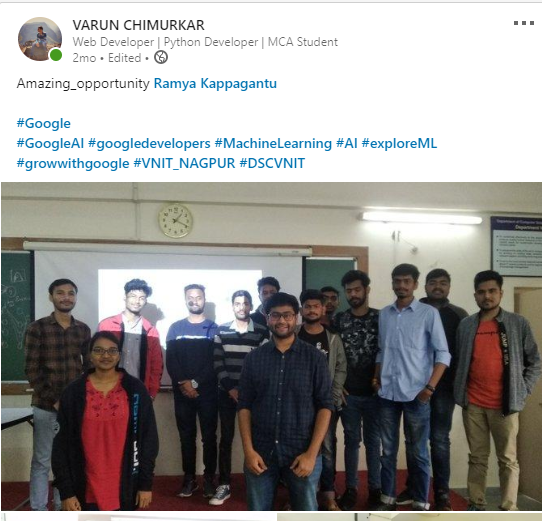 VARUN CHIMURKAR
Web Developer | Python Developer | MCA Student
2mo • Edited •
Amazing_opportunity Ramya Kappagantu
#Google
#GoogleAI #googledevelopers #MachineLearning #AI #exploreML
#growwithgoogle #VNIT_NAGPUR #DSCVNIT
Department